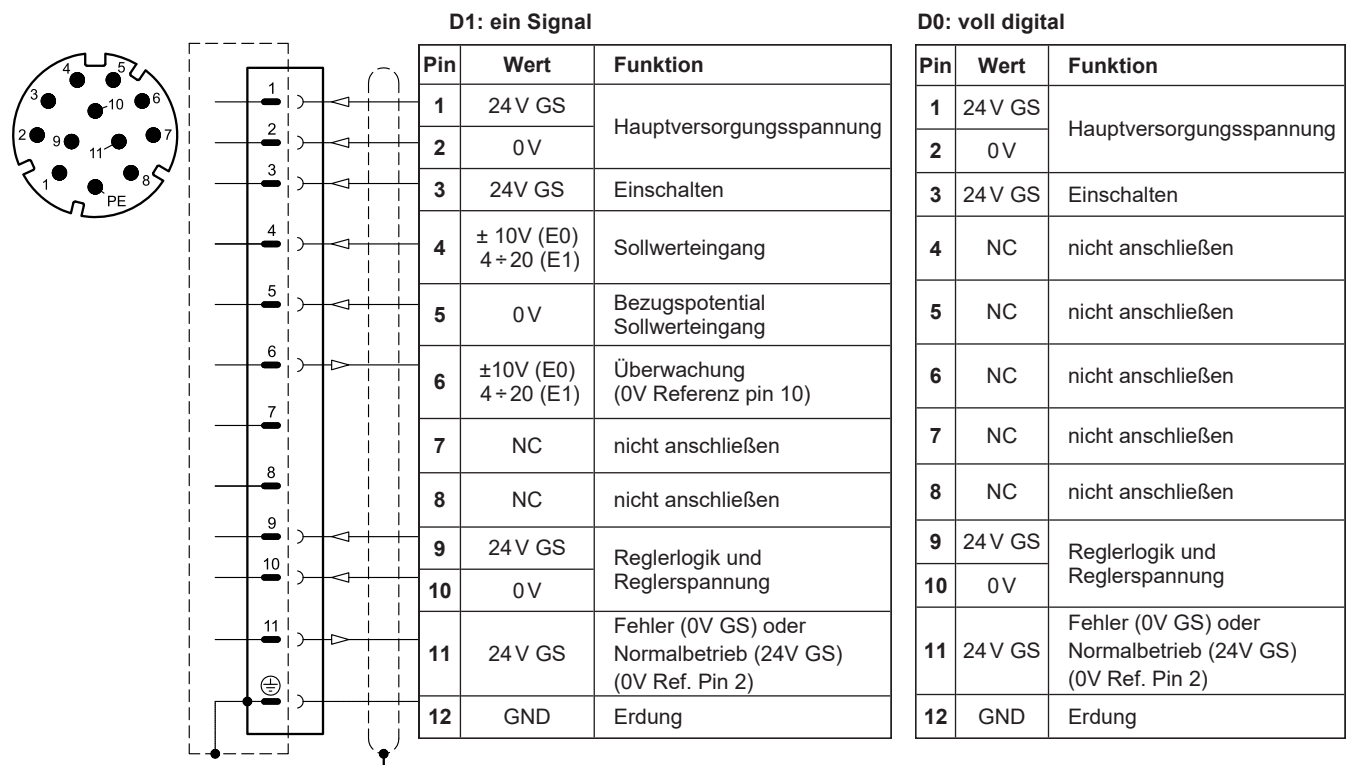 D1: ein Signal
D0: voll digital
4
5
3
10
6
2
9
11
7
1
PE
8
1
2
3
4
5
6
7
8
9
10
11
Pin Wert Funktion
1 24 V GS Hauptversorgungsspannung
2 0 V
3 24V GS Einschalten
4 ± 10V (E0) Sollwerteingang
4 ÷ 20 (E1)
5 0 V Bezugspotential
Sollwerteingang
6 ±10V (E0) Überwachung
4 ÷ 20 (E1) (0V Referenz pin 10)
7 NC nicht anschließen
8 NC nicht anschließen
9 24 V GS Reglerlogik und
10 0 V Reglerspannung
11 24 V GS Fehler (0V GS) oder
Normalbetrieb (24V GS)
(0V Ref. Pin 2)
12 GND Erdung
Pin Wert Funktion
1 24 V GS Hauptversorgungsspannung
2 0 V
3 24 V GS Einschalten
4 NC nicht anschließen
5 NC nicht anschließen
6 NC nicht anschließen
7 NC nicht anschließen
8 NC nicht anschließen
9 24 V GS Reglerlogik und
10 0 V Reglerspannung
11 24 V GS Fehler (0V GS) oder
Normalbetrieb (24V GS)
(0V Ref. Pin 2)
12 GND Erdung